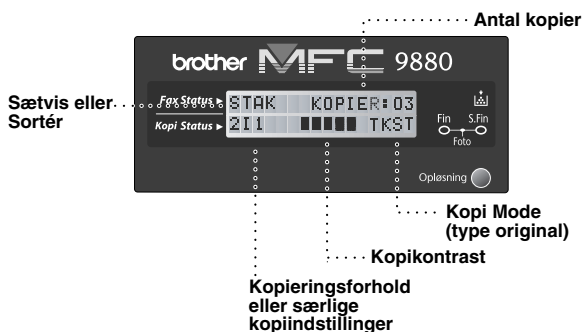 Antal kopier
brother MFC 9880
Sætvis eller
Sortér
Fax Status
STAK KOPIER:03
Kopi Status
2I1 TKST
Fin S.Fin
Foto
Opløsning
Kopi Mode
(type original)
Kopikontrast
Kopieringsforhold
eller særlige
kopiindstillinger